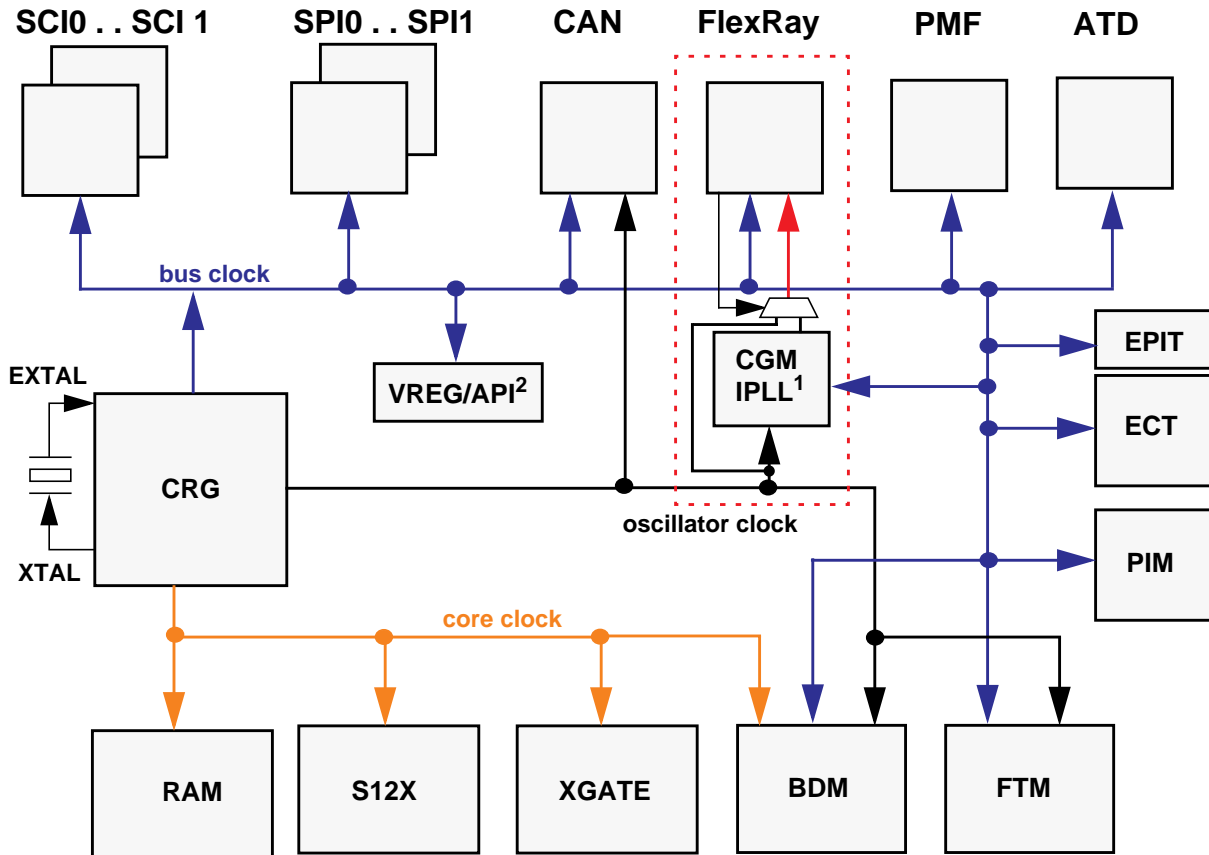 SCI0 . . SCI 1
SPI0 . . SPI1
CAN
FlexRay
PMF
ATD
bus clock
EXTAL
VREG/API2
CGM
IPLL1
EPIT
ECT
CRG
oscillator clock
XTAL
PIM
core clock
RAM
S12X
XGATE
BDM
FTM